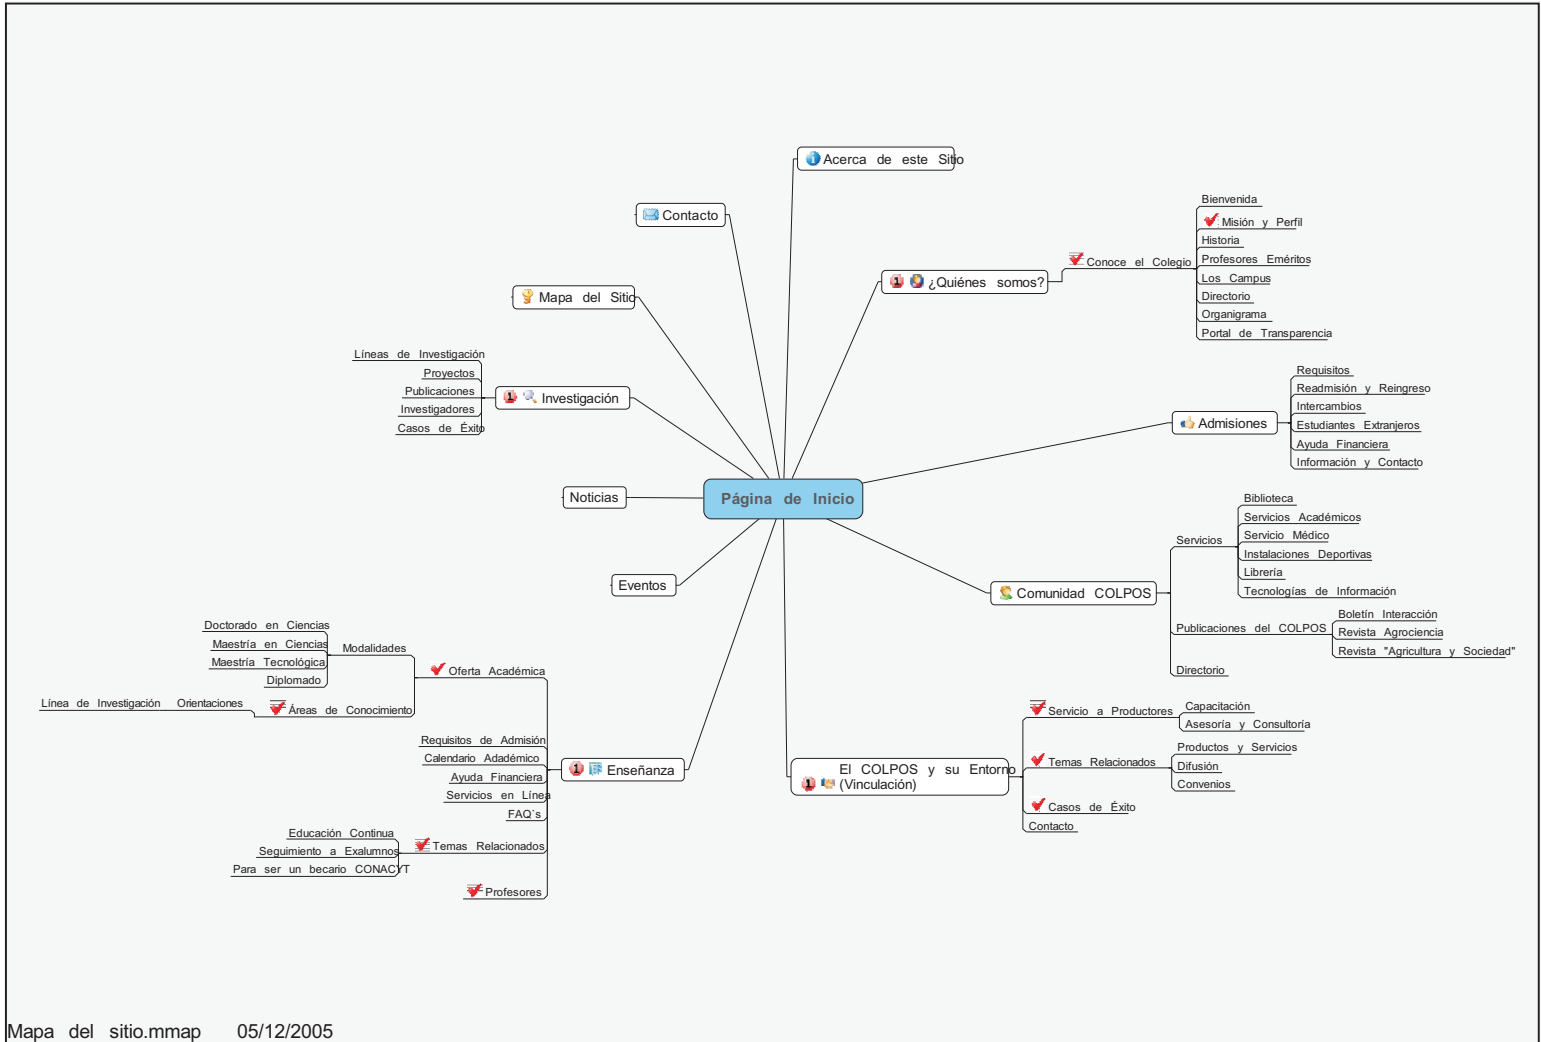 Acerca de este Sitio
Contacto
Mapa del Sitio
Líneas de Investigación
Proyectos
Publicaciones
Investigadores
Casos de Éxito
1 Investigación
Noticias
Eventos
Página de Inicio
1 ¿Quiénes somos?
Conoce el Colegio
Bienvenida
Misión y Perfil
Historia
Profesores Eméritos
Los Campus
Directorio
Organigrama
Portal de Transparencia
Admisiones
Requisitos
Readmisión y Reingreso
Intercambios
Estudiantes Extranjeros
Ayuda Financiera
Información y Contacto
Comunidad COLPOS
Servicios
Biblioteca
Servicios Académicos
Servicio Médico
Instalaciones Deportivas
Librería
Tecnologías de Información
Publicaciones del COLPOS
Boletín Interacción
Revista Agrociencia
Revista "Agricultura y Sociedad"
Directorio
El COLPOS y su Entorno
1 (Vinculación)
Servicio a Productores
Capacitación
Asesoría y Consultoría
Temas Relacionados
Productos y Servicios
Difusión
Convenios
Casos de Éxito
Contacto
1 Enseñanza
Oferta Académica
Modalidades
Doctorado en Ciencias
Maestría en Ciencias
Maestría Tecnológica
Diplomado
Áreas de Conocimiento
Orientaciones
Línea de Investigación
Requisitos de Admisión
Calendario Adadémico
Ayuda Financiera
Servicios en Línea
FAQ`s
Temas Relacionados
Educación Continua
Seguimiento a Exalumnos
Para ser un becario CONACYT
Profesores
Mapa del sitio.mmap 05/12/2005